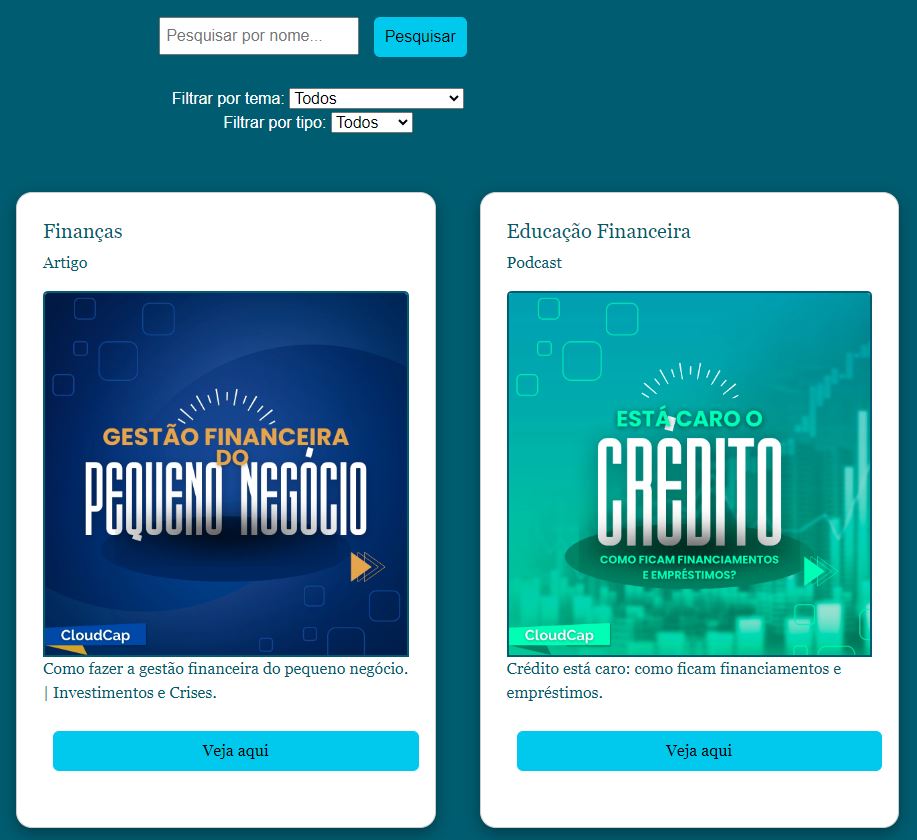 Pesquisar por nome...
Pesquisar
Filtrar por tema: Todos
Filtrar por tipo: Todos
Finanças
Artigo
GESTÃO FINANCEIRA
DO
PEQUENO NEGÓCIO
CloudCap
Como fazer a gestão financeira do pequeno negócio.
| Investimentos e Crises.
Veja aqui
Educação Financeira
Podcast
ESTÁ CARO O
CRÉDITO
COMO FICAM FINANCIAMENTOS
E EMPRÉSTIMOS?
CloudCap
Crédito está caro: como ficam financiamentos e
empréstimos.
Veja aqui